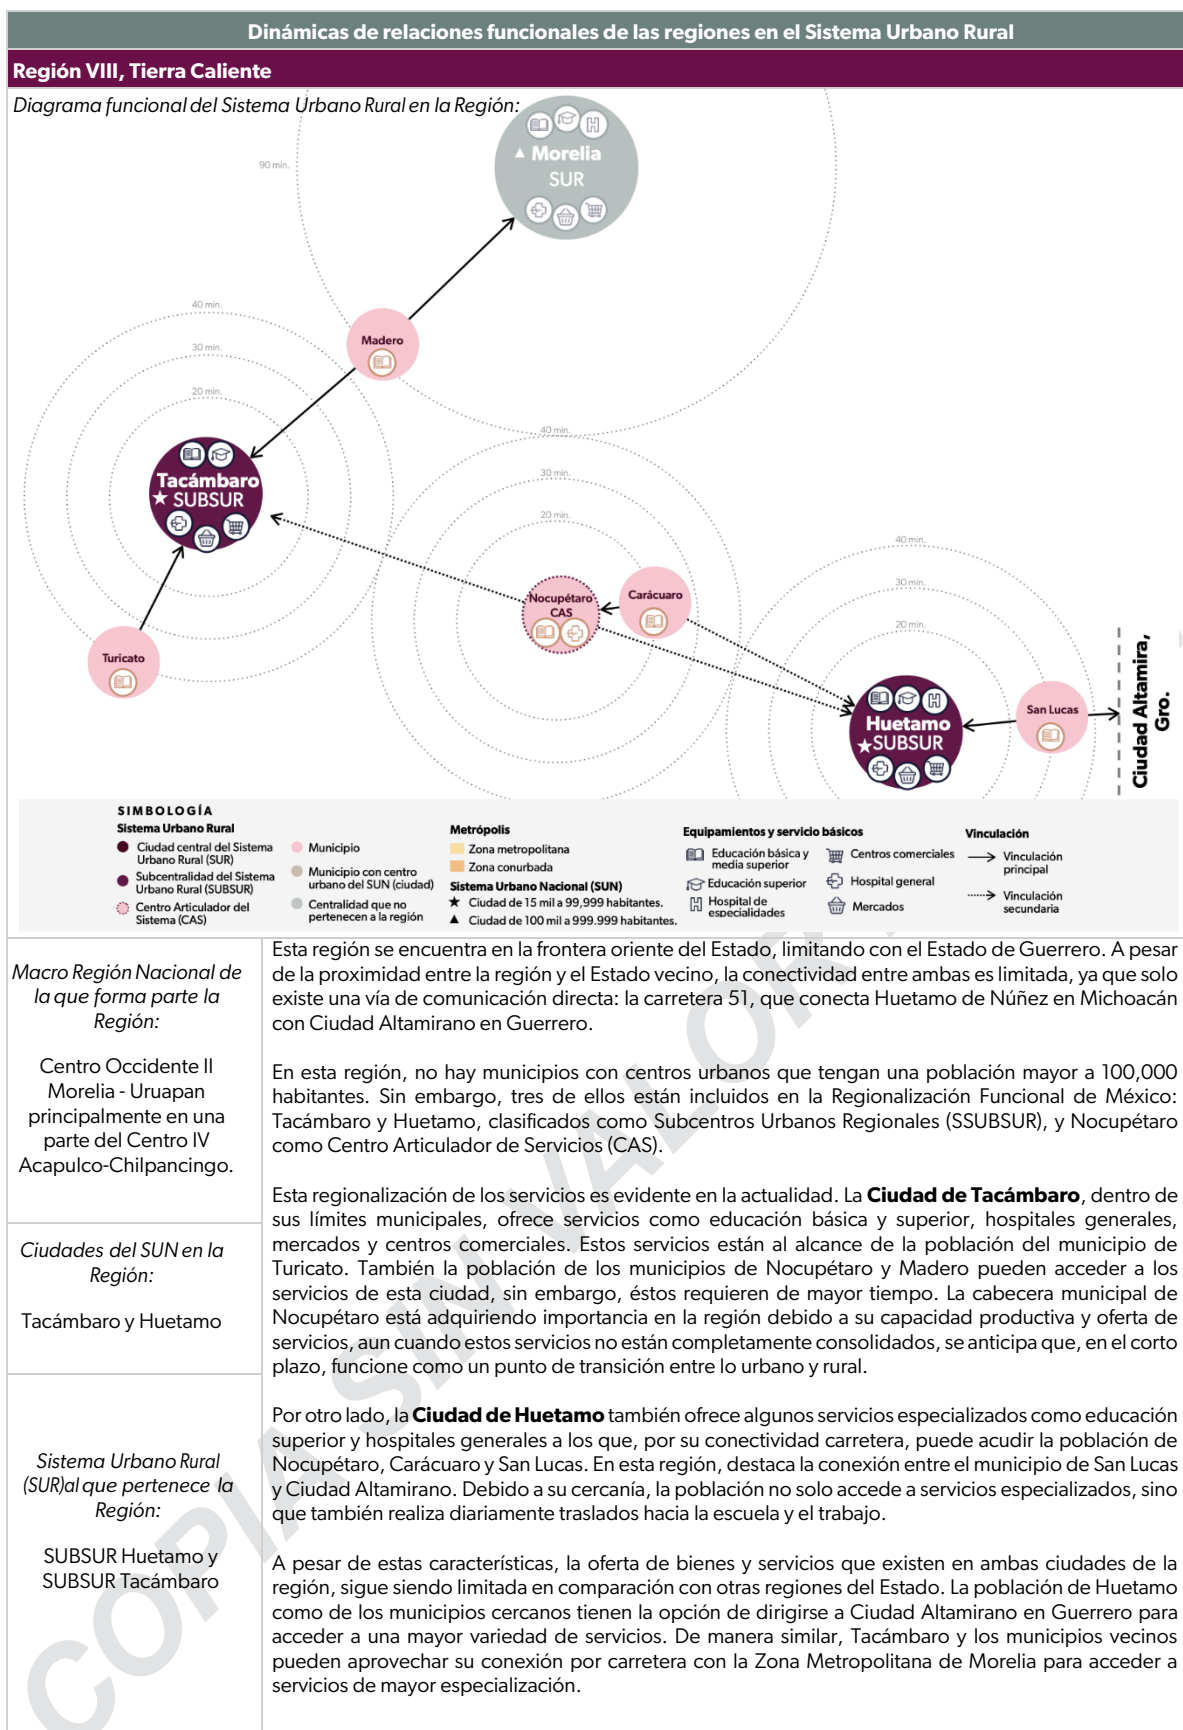 Dinámicas de relaciones funcionales de las regiones en el Sistema Urbano Rural
Región VIII, Tierra Caliente
Diagrama funcional del Sistema Urbano Rural en la Región:
90 min.
Morelia
SUR
40 min.
30 min.
20 min.
Madero
Tacámbaro
SUBSUR
Turicato
40 min.
30 min.
20 min.
Nocupétaro
CAS
Carácuaro
40 min.
30 min.
20 min.
Huetamo
SUBSUR
San Lucas
Ciudad Altamira,
Gro.
SIMBOLOGÍA
Sistema Urbano Rural
Ciudad central del Sistema
Urbano Rural (SUR)
Subcentralidad del Sistema
Urbano Rural (SUBSUR)
Centro Articulador del
Sistema (CAS)
Municipio
Municipio con centro
urbano del SUN (ciudad)
Centralidad que no
pertenecen a la región
Metrópolis
Zona metropolitana
Zona conurbada
Sistema Urbano Nacional (SUN)
Ciudad de 15 mil a 99,999 habitantes.
Ciudad de 100 mil a 999.999 habitantes.
Equipamientos y servicio básicos
Educación básica y
media superior
Educación superior
Hospital de
especialidades
Centros comerciales
Hospital general
Mercados
Vinculación
Vinculación
principal
Vinculación
secundaria
Macro Región Nacional de
la que forma parte la
Región:
Centro Occidente II
Morelia - Uruapan
principalmente en una
parte del Centro IV
Acapulco-Chilpancingo.
Ciudades del SUN en la
Región:
Tacámbaro y Huetamo
Sistema Urbano Rural
(SUR)al que pertenece la
Región:
SUBSUR Huetamo y
SUBSUR Tacámbaro
Esta región se encuentra en la frontera oriente del Estado, limitando con el Estado de Guerrero. A pesar
de la proximidad entre la región y el Estado vecino, la conectividad entre ambas es limitada, ya que solo
existe una vía de comunicación directa: la carretera 51, que conecta Huetamo de Núñez en Michoacán
con Ciudad Altamirano en Guerrero.
En esta región, no hay municipios con centros urbanos que tengan una población mayor a 100,000
habitantes. Sin embargo, tres de ellos están incluidos en la Regionalización Funcional de México:
Tacámbaro y Huetamo, clasificados como Subcentros Urbanos Regionales (SSUBSUR), y Nocupétaro
como Centro Articulador de Servicios (CAS).
Esta regionalización de los servicios es evidente en la actualidad. La Ciudad de Tacámbaro, dentro de
sus límites municipales, ofrece servicios como educación básica y superior, hospitales generales,
mercados y centros comerciales. Estos servicios están al alcance de la población del municipio de
Turicato. También la población de los municipios de Nocupétaro y Madero pueden acceder a los
servicios de esta ciudad, sin embargo, éstos requieren de mayor tiempo. La cabecera municipal de
Nocupétaro está adquiriendo importancia en la región debido a su capacidad productiva y oferta de
servicios, aun cuando estos servicios no están completamente consolidados, se anticipa que, en el corto
plazo, funcione como un punto de transición entre lo urbano y rural.
Por otro lado, la Ciudad de Huetamo también ofrece algunos servicios especializados como educación
superior y hospitales generales a los que, por su conectividad carretera, puede acudir la población de
Nocupétaro, Carácuaro y San Lucas. En esta región, destaca la conexión entre el municipio de San Lucas
y Ciudad Altamirano. Debido a su cercanía, la población no solo accede a servicios especializados, sino
que también realiza diariamente traslados hacia la escuela y el trabajo.
A pesar de estas características, la oferta de bienes y servicios que existen en ambas ciudades de la
región, sigue siendo limitada en comparación con otras regiones del Estado. La población de Huetamo
como de los municipios cercanos tienen la opción de dirigirse a Ciudad Altamirano en Guerrero para
acceder a una mayor variedad de servicios. De manera similar, Tacámbaro y los municipios vecinos
pueden aprovechar su conexión por carretera con la Zona Metropolitana de Morelia para acceder a
servicios de mayor especialización.
COPIA SIN VALOR